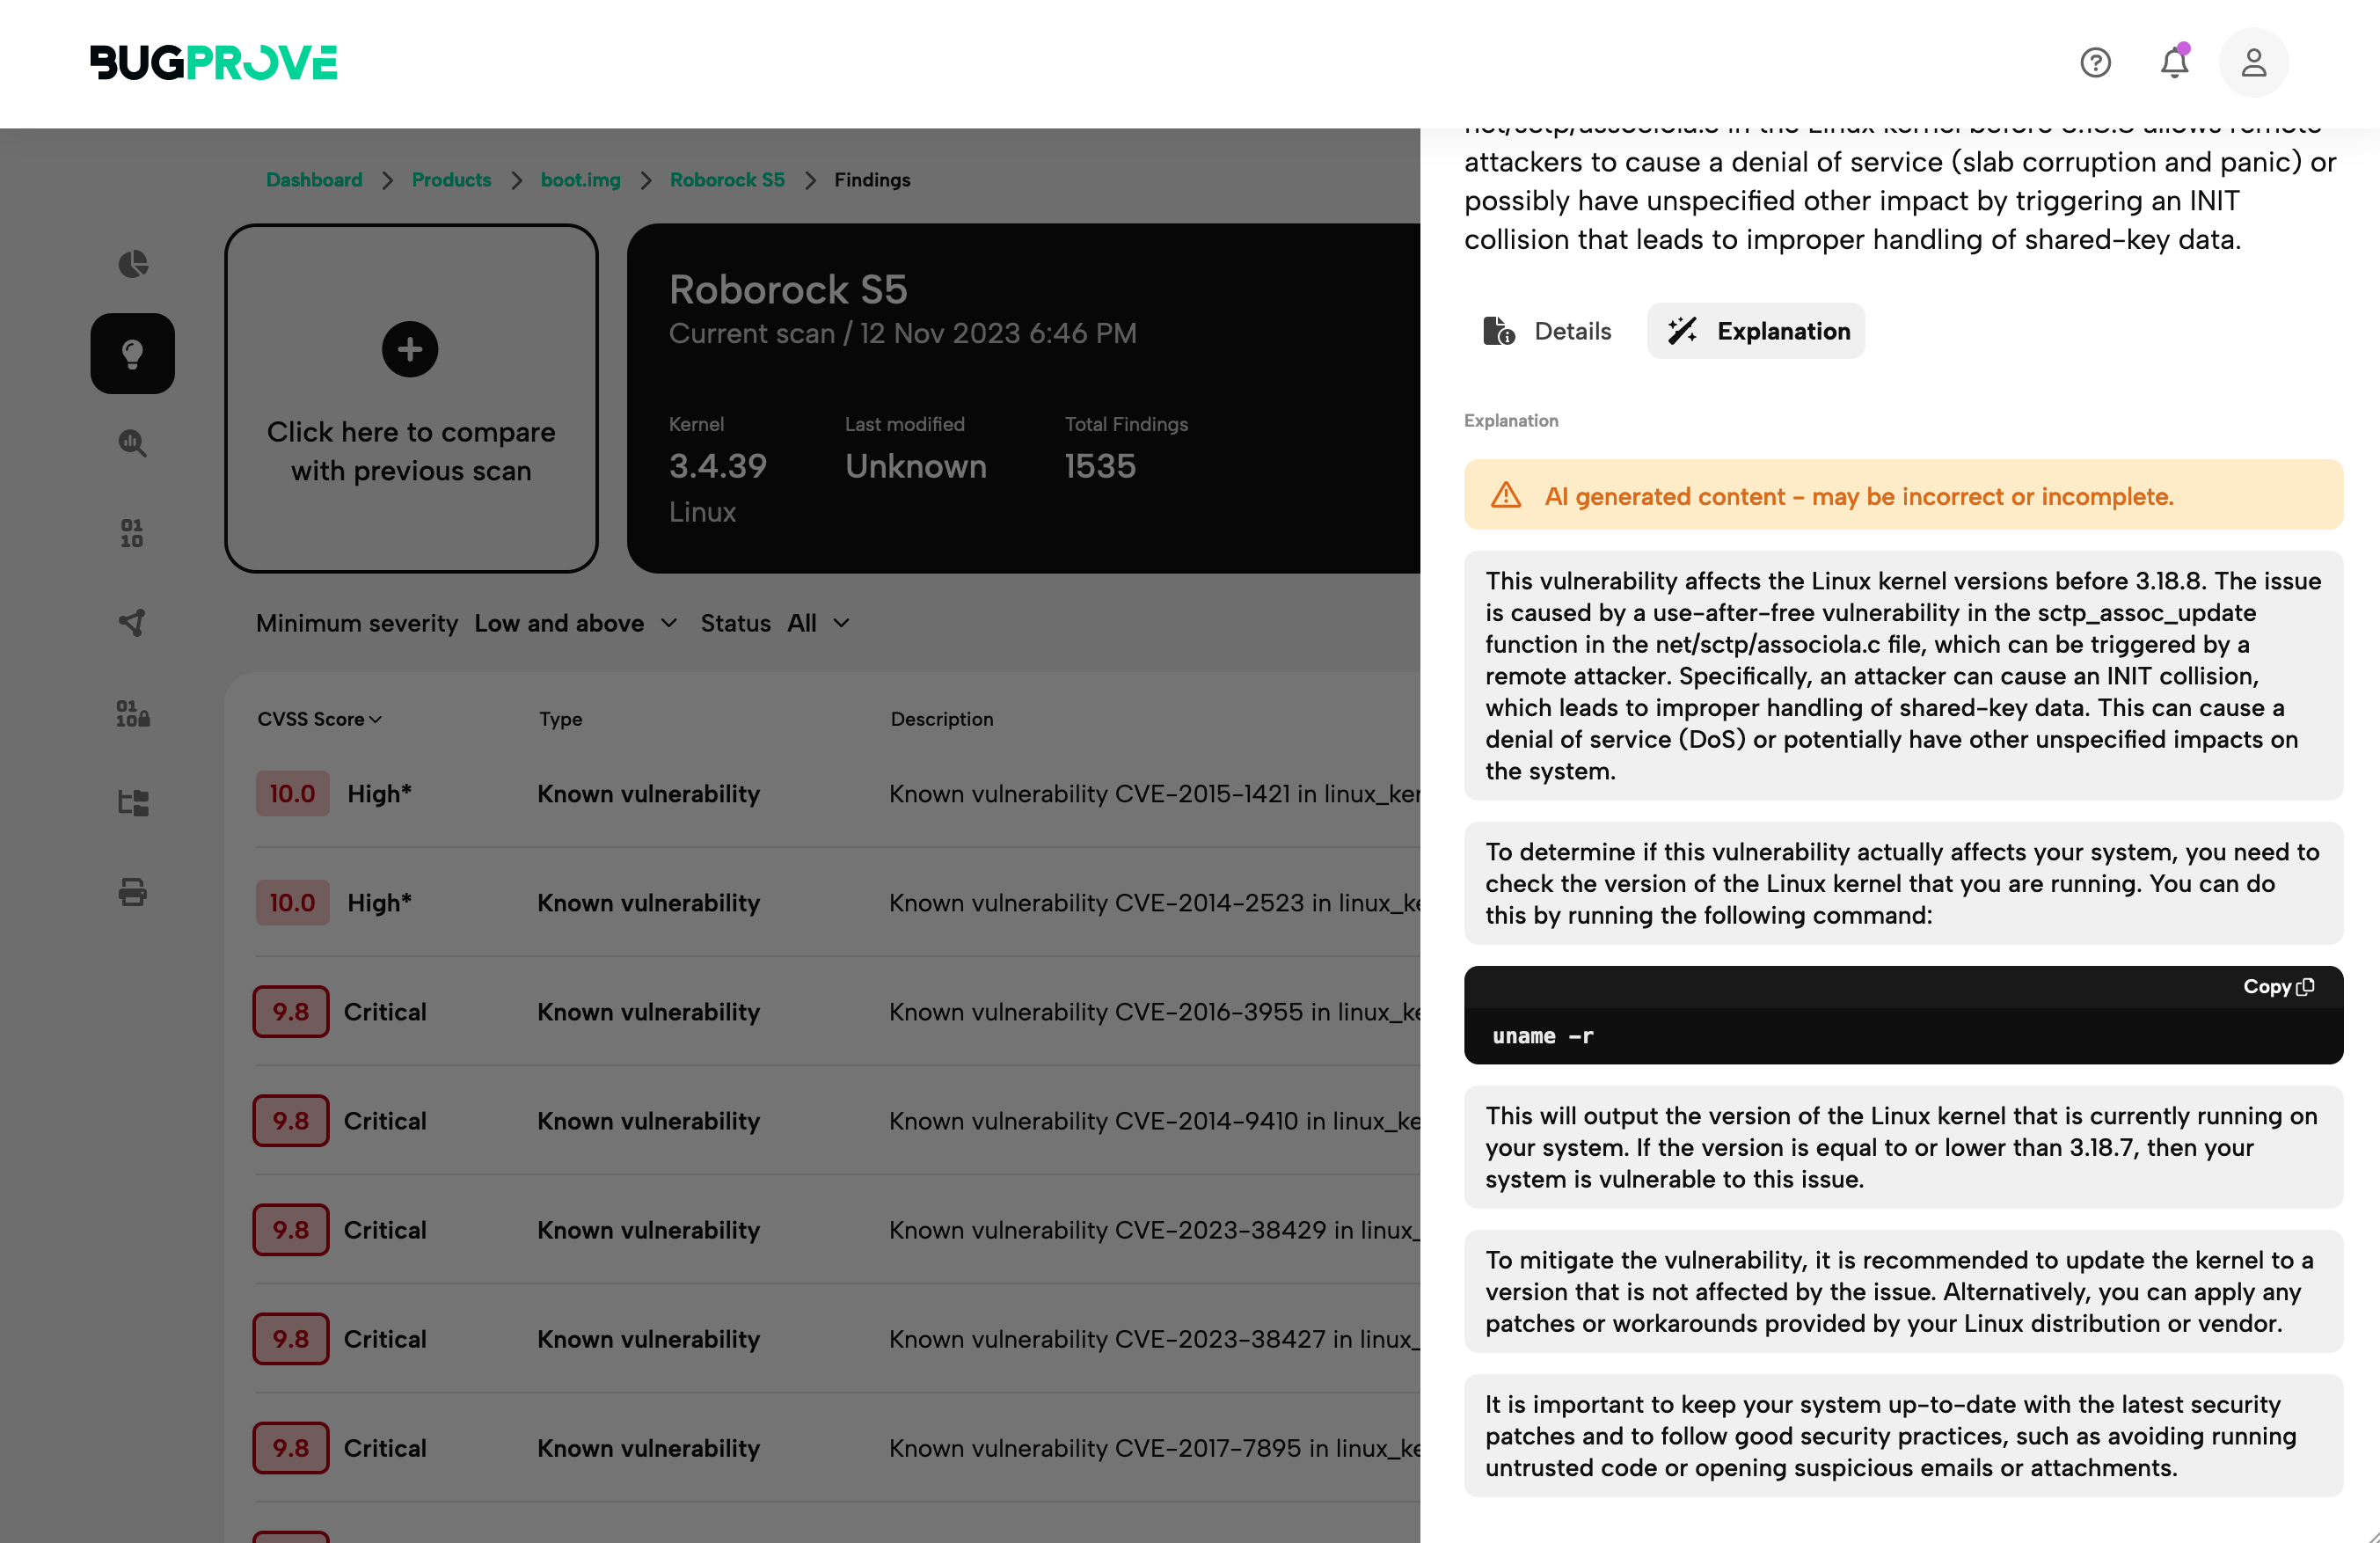 BUGPROVE
Dashboard > Products > boot.img > Roborock S5 > Findings
Click here to compare
with previous scan
Roborock S5
Current scan / 12 Nov 2023 6:46 PM
Kernel Last modified Total Findings
3.4.39 Unknown 1535
Linux
Minimum severity Low and above Status All
CVSS Score Type Description
10.0 High* Known vulnerability Known vulnerability CVE-2015-1421 in linux_ker
10.0 High* Known vulnerability Known vulnerability CVE-2014-2523 in linux_ke
9.8 Critical Known vulnerability Known vulnerability CVE-2016-3955 in linux_ke
9.8 Critical Known vulnerability Known vulnerability CVE-2014-9410 in linux_ke
9.8 Critical Known vulnerability Known vulnerability CVE-2023-38429 in linux_
9.8 Critical Known vulnerability Known vulnerability CVE-2023-38427 in linux_
9.8 Critical Known vulnerability Known vulnerability CVE-2017-7895 in linux_ke
net/sctp/associola.c in the Linux kernel before 3.18.8 allows remote
attackers to cause a denial of service (slab corruption and panic) or
possibly have unspecified other impact by triggering an INIT
collision that leads to improper handling of shared-key data.
Details Explanation
Explanation
AI generated content - may be incorrect or incomplete.
This vulnerability affects the Linux kernel versions before 3.18.8. The issue
is caused by a use-after-free vulnerability in the sctp_assoc_update
function in the net/sctp/associola.c file, which can be triggered by a
remote attacker. Specifically, an attacker can cause an INIT collision,
which leads to improper handling of shared-key data. This can cause a
denial of service (DoS) or potentially have other unspecified impacts on
the system.
To determine if this vulnerability actually affects your system, you need to
check the version of the Linux kernel that you are running. You can do
this by running the following command:
Copy
uname -r
This will output the version of the Linux kernel that is currently running on
your system. If the version is equal to or lower than 3.18.7, then your
system is vulnerable to this issue.
To mitigate the vulnerability, it is recommended to update the kernel to a
version that is not affected by the issue. Alternatively, you can apply any
patches or workarounds provided by your Linux distribution or vendor.
It is important to keep your system up-to-date with the latest security
patches and to follow good security practices, such as avoiding running
untrusted code or opening suspicious emails or attachments.